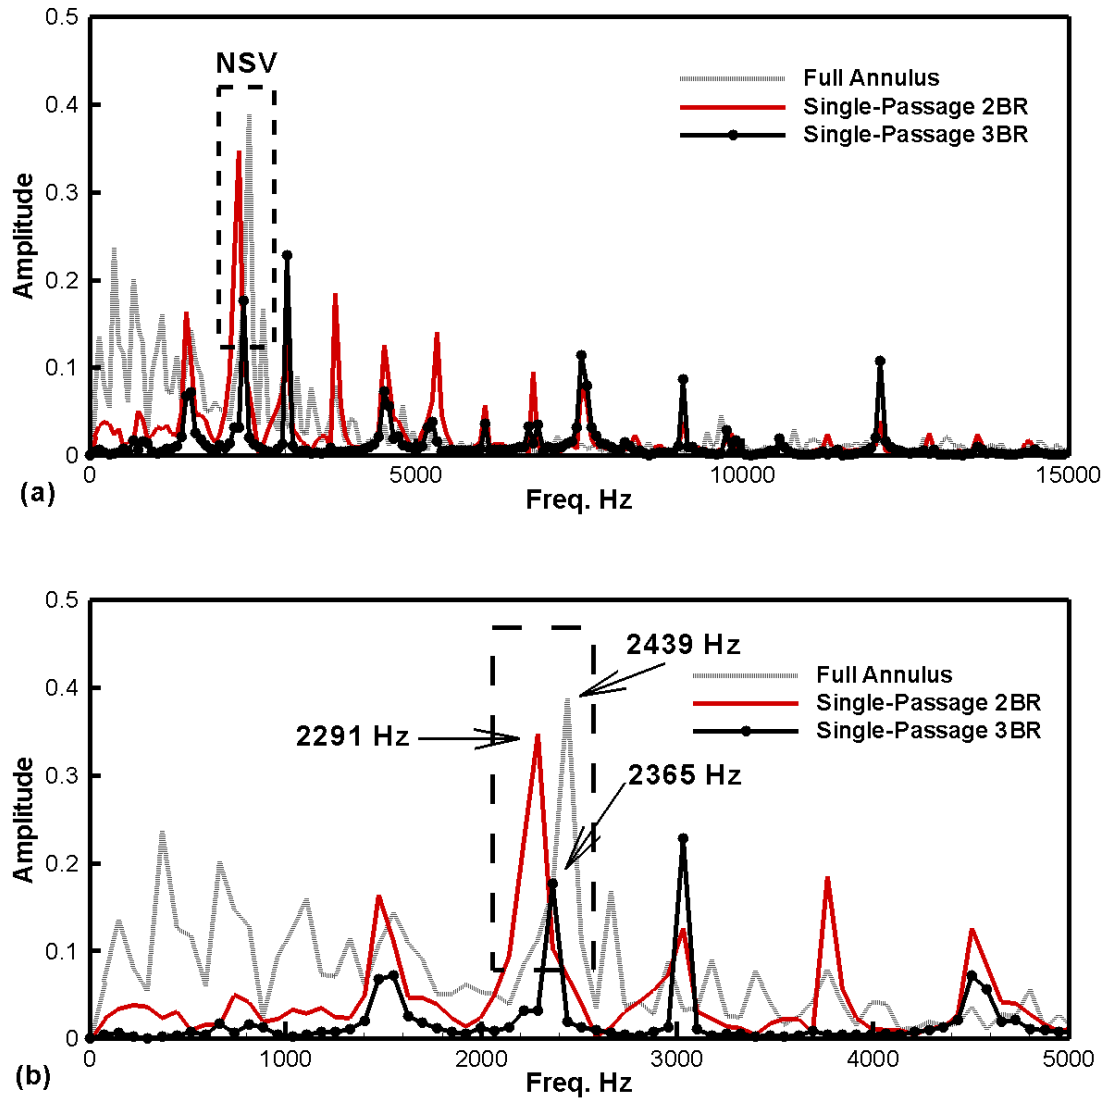 0.5
NSV
Full Annulus
Single-Passage 2BR
Single-Passage 3BR
0.4
0.3
Amplitude
0.2
0.1
0
0 5000 10000 15000
(a)
Freq. Hz
0.5
2439 Hz
Full Annulus
Single-Passage 2BR
Single-Passage 3BR
0.4
2291 Hz
2365 Hz
0.3
Amplitude
0.2
0.1
0
0 1000 2000 3000 4000 5000
(b)
Freq. Hz